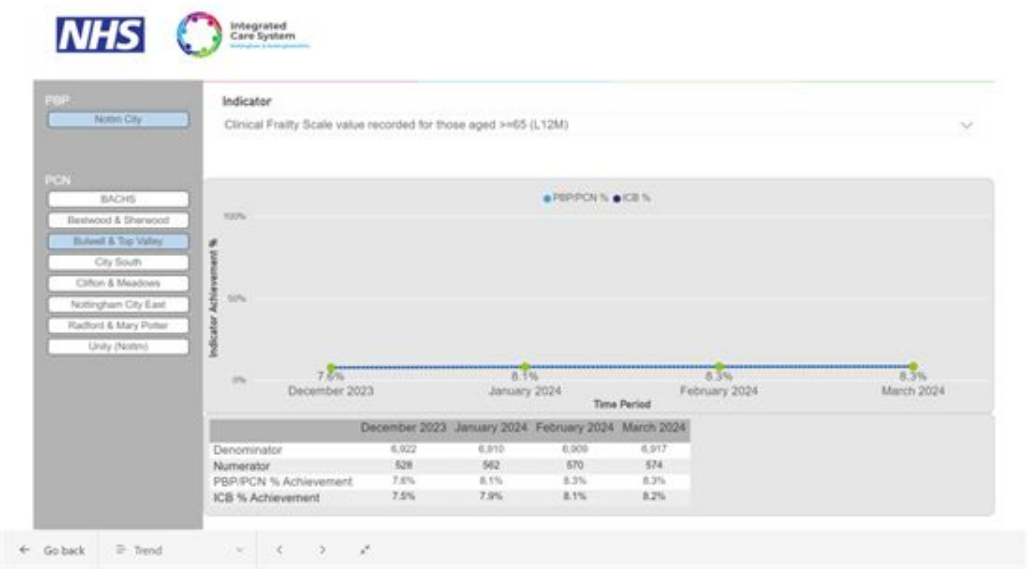 NHS
Integrated
Care System
Nottingham & Nottinghamshire
PBP
Nottm City
PCN
BACHS
Bestwood & Sherwood
Bulwell & Top Valley
City South
Clifton & Meadows
Nottingham City East
Radford & Mary Potter
Unity (Nottm)
Indicator
Clinical Frailty Scale value recorded for those aged >=65 (L12M)
PBP/PCN % ICB %
Indicator Achievement %
100%
50%
0%
7.6% 8.1% 8.3% 8.3%
December 2023 January 2024 February 2024 March 2024
Time Period
December 2023 January 2024 February 2024 March 2024
Denominator 6,922 6,910 6,909 6,917
Numerator 528 562 570 574
PBP/PCN % Achievement 7.6% 8.1% 8.3% 8.3%
ICB % Achievement 7.5% 7.9% 8.1% 8.2%
Go back Trend